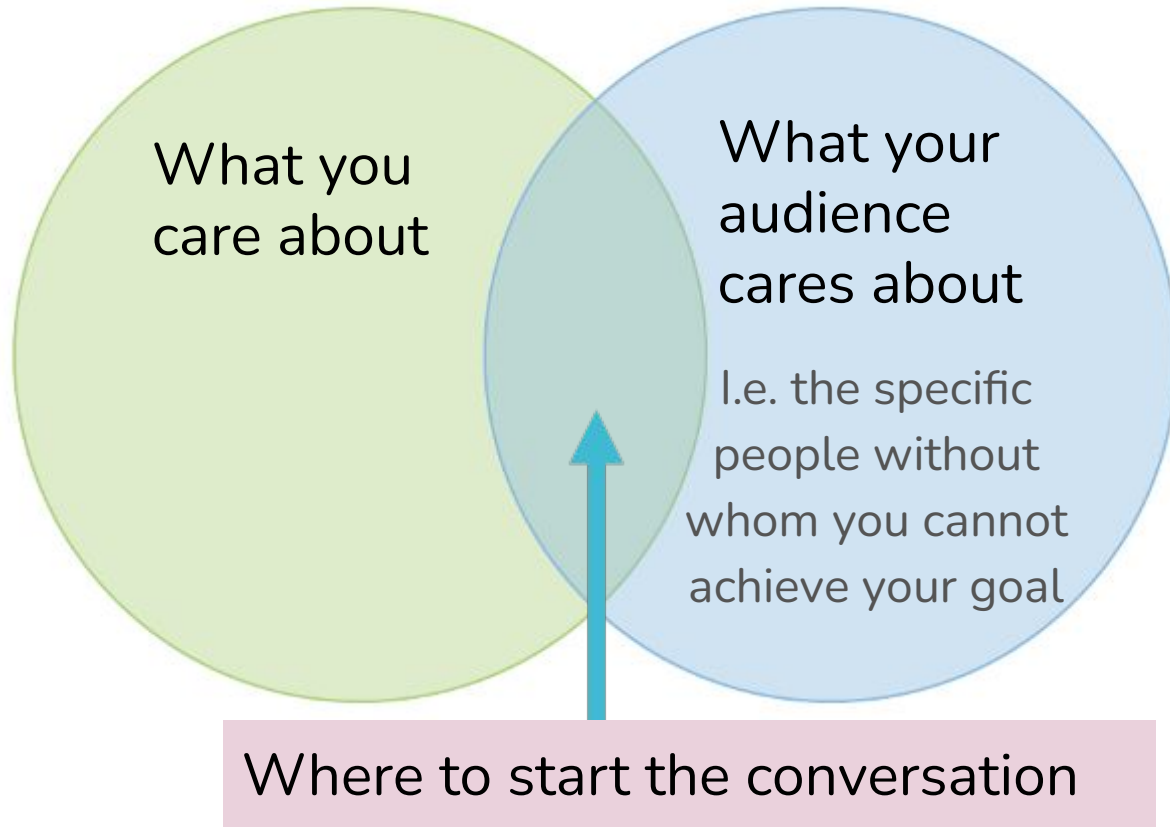 What you
care about
What your
audience
cares about
I.e. the specific
people without
whom you cannot
achieve your goal
Where to start the conversation